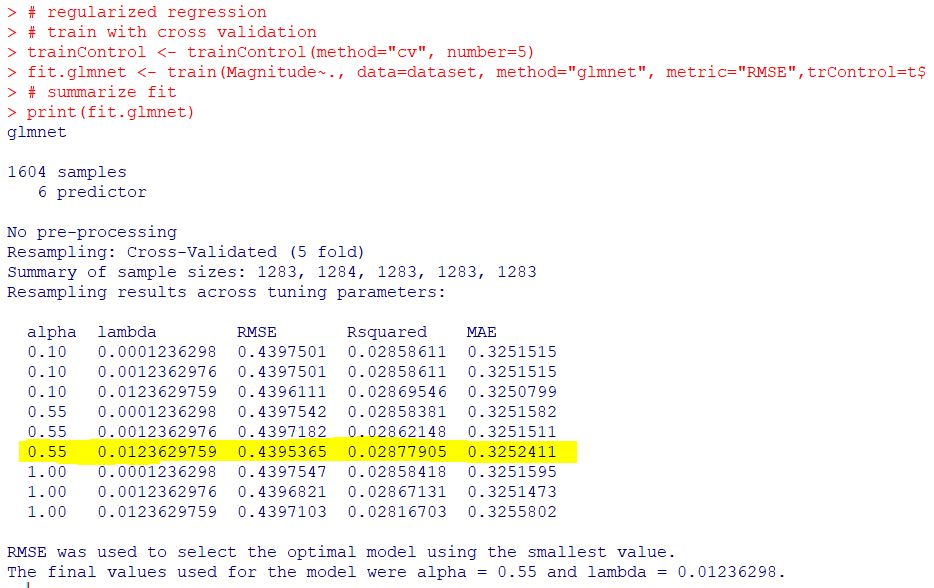 > # regularized regression
> # train with cross validation
> trainControl <- trainControl(method="cv", number=5)
> fit.glmnet <- train(Magnitude~., data=dataset, method="glmnet", metric="RMSE",trControl=t$
> # summarize fit
> print(fit.glmnet)
glmnet

1604 samples
   6 predictor

No pre-processing
Resampling: Cross-Validated (5 fold)
Summary of sample sizes: 1283, 1284, 1283, 1283, 1283
Resampling results across tuning parameters:

  alpha  lambda        RMSE       Rsquared    MAE
  0.10   0.0001236298  0.4397501  0.02858611  0.3251515
  0.10   0.0012362976  0.4397501  0.02858611  0.3251515
  0.10   0.0123629759  0.4396111  0.02869546  0.3250799
  0.55   0.0001236298  0.4397542  0.02858381  0.3251582
  0.55   0.0012362976  0.4397182  0.02862148  0.3251511
  0.55   0.0123629759  0.4395365  0.02877905  0.3252411
  1.00   0.0001236298  0.4397547  0.02858418  0.3251595
  1.00   0.0012362976  0.4396821  0.02867131  0.3251473
  1.00   0.0123629759  0.4397103  0.02816703  0.3255802

RMSE was used to select the optimal model using the smallest value.
The final values used for the model were alpha = 0.55 and lambda = 0.01236298.